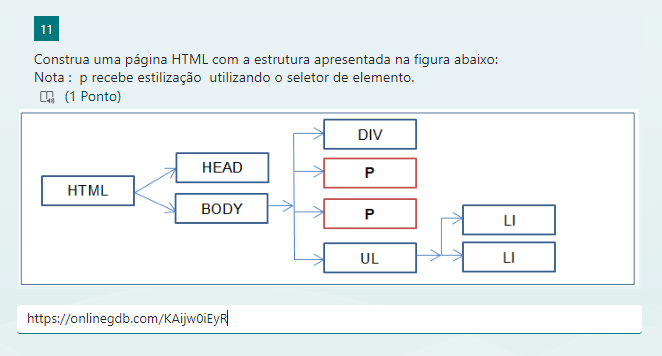 11
Construa uma página HTML com a estrutura apresentada na figura abaixo:
Nota : p recebe estilização utilizando o seletor de elemento.
(1 Ponto)
DIV
HEAD
P
HTML
BODY
P
LI
UL
LI
https://onlinegdb.com/KAijw0iEyR